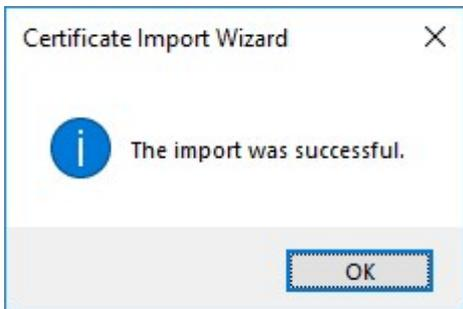 Certificate Import Wizard
The import was successful.
OK